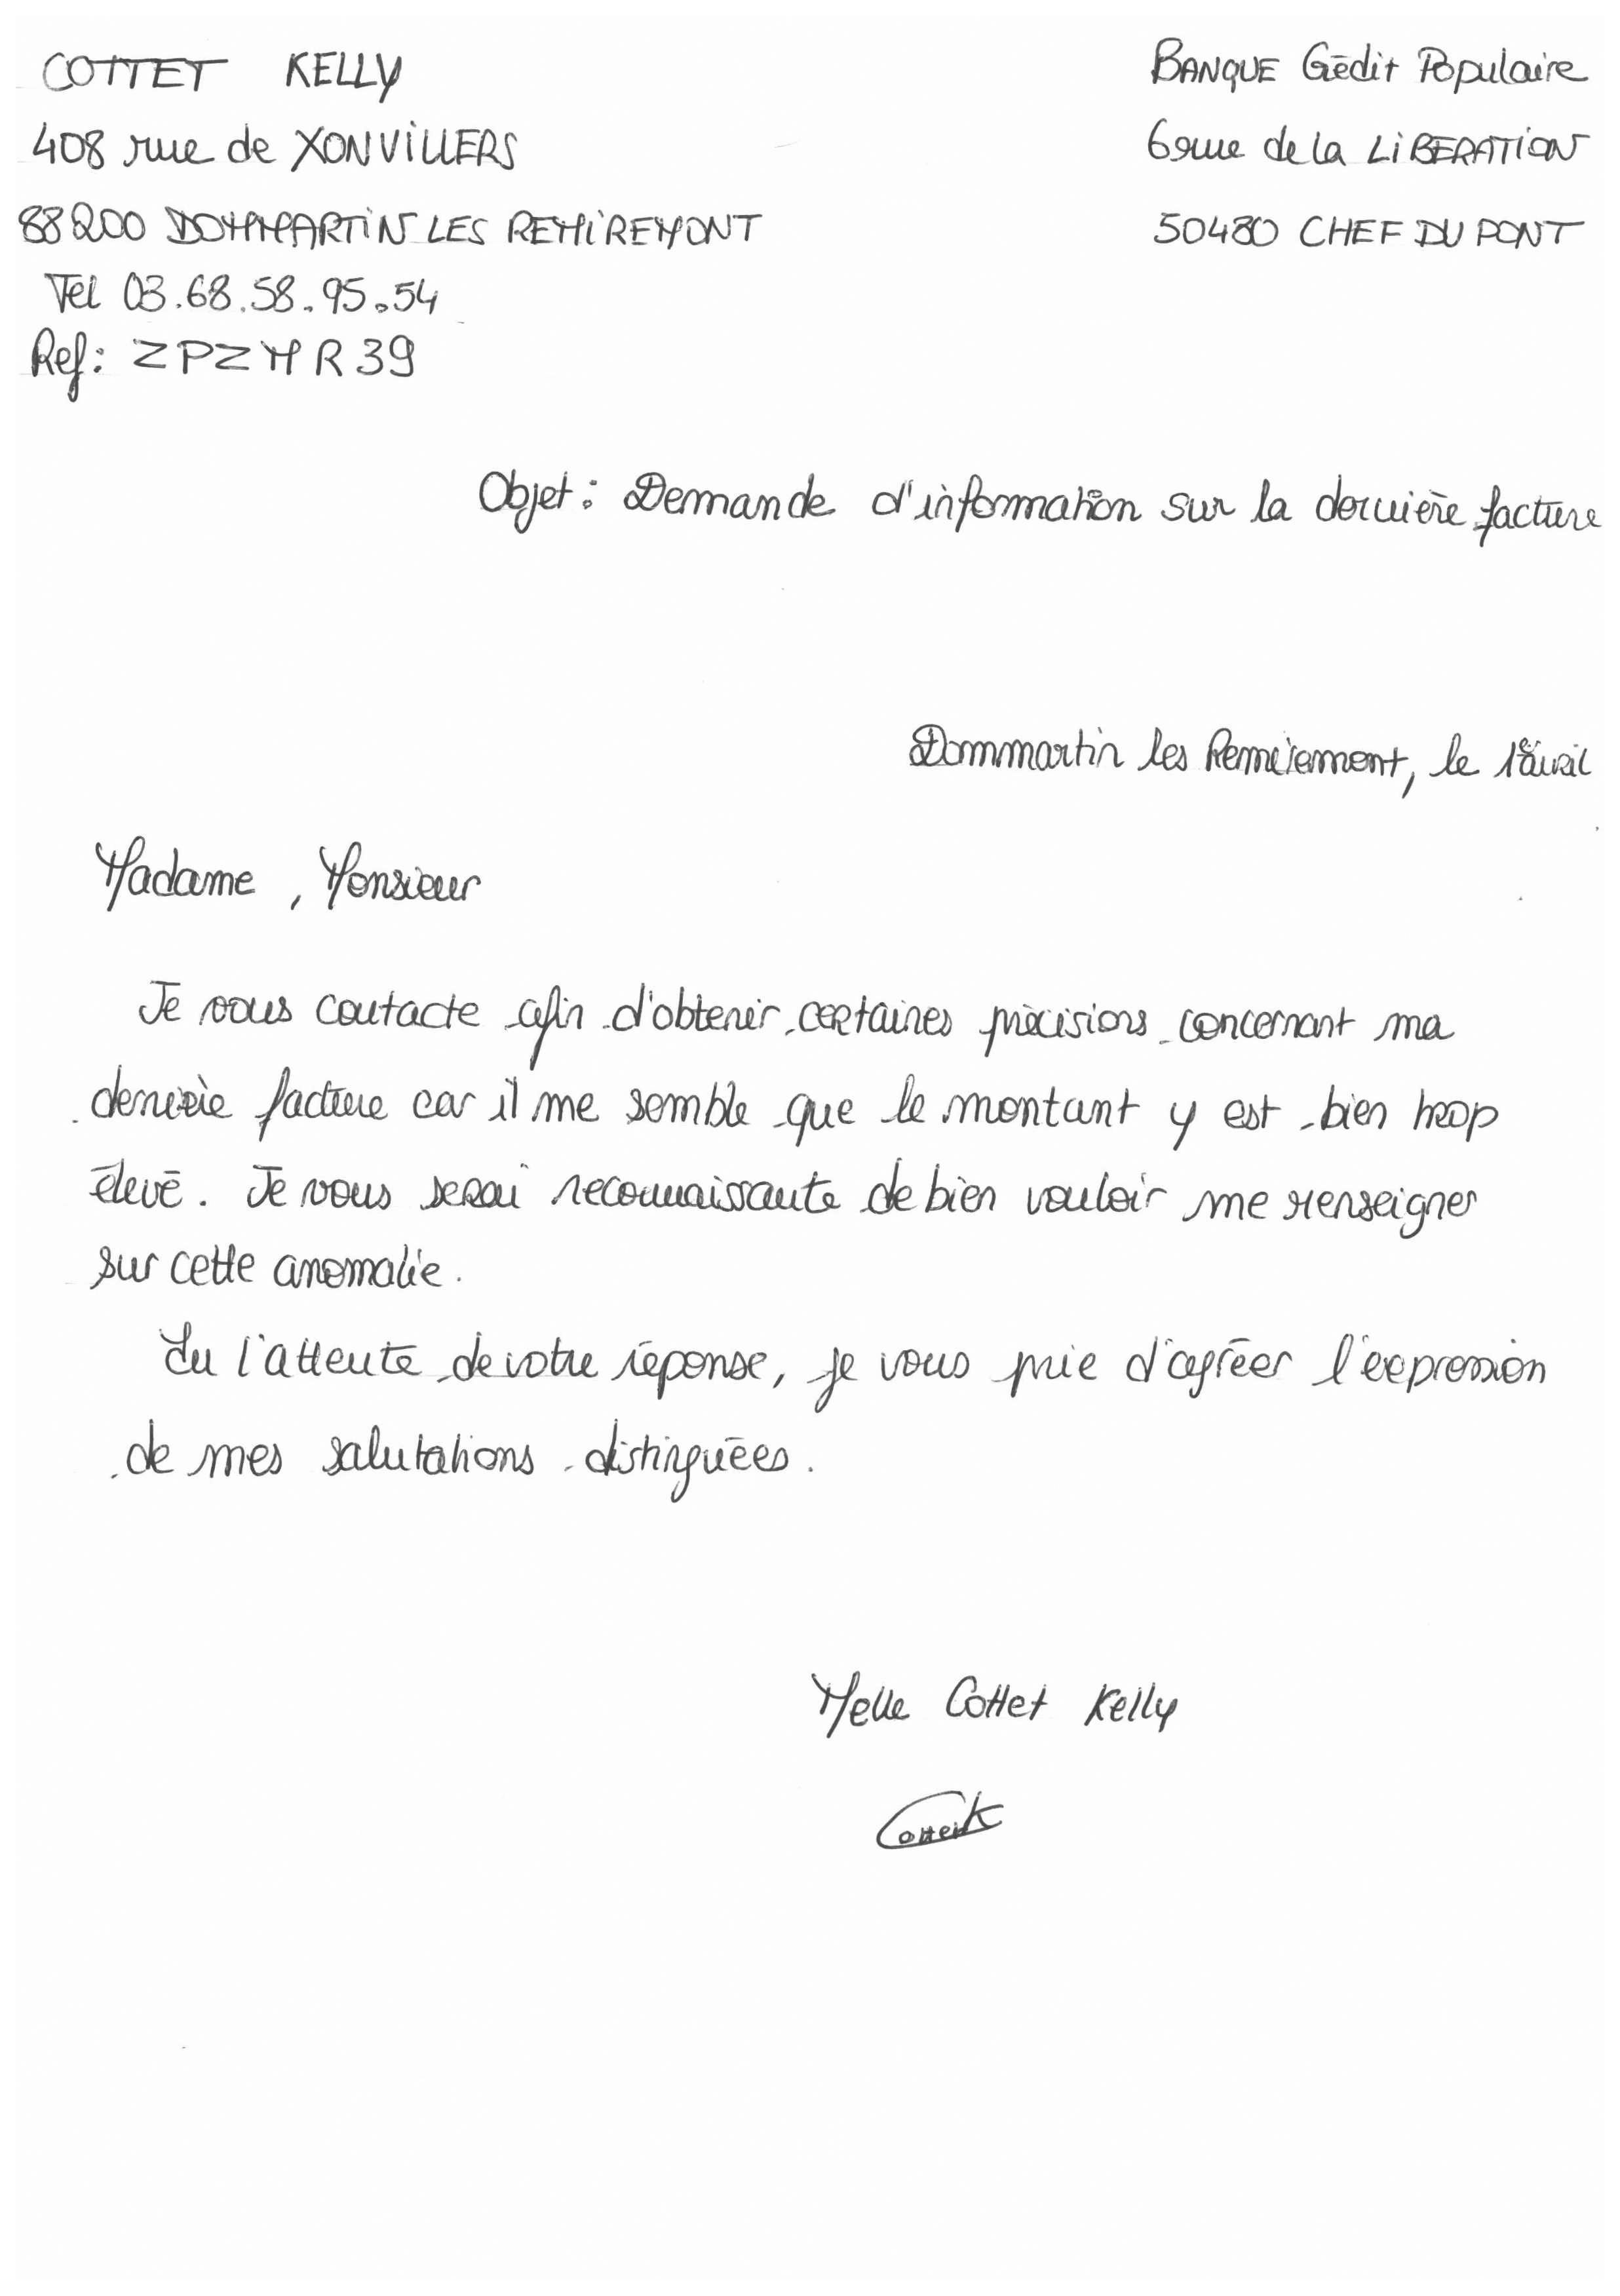 COTTET KELLY
408 rue de XONVILLERS
88200 DOMMARTIN LES REMIREMONT
Tel 03.68.58.95.54
Ref: ZPZMR39
BANQUE Crédit Populaire
6 rue de la LIBERATION
50480 CHEF DU PONT
Objet : Demande d'information sur la dernière facture
Dommartin les Remiremont, le 1er avril
Madame, Monsieur
Je vous contacte afin d'obtenir certaines précisions concernant ma
dernière facture car il me semble que le montant y est bien trop
élevé. Je vous serai reconnaissante de bien vouloir me renseigner
sur cette anomalie.
En l'attente de votre réponse, je vous prie d'agréer l'expression
de mes salutations distinguées.
Melle Cottet Kelly
Cottet K